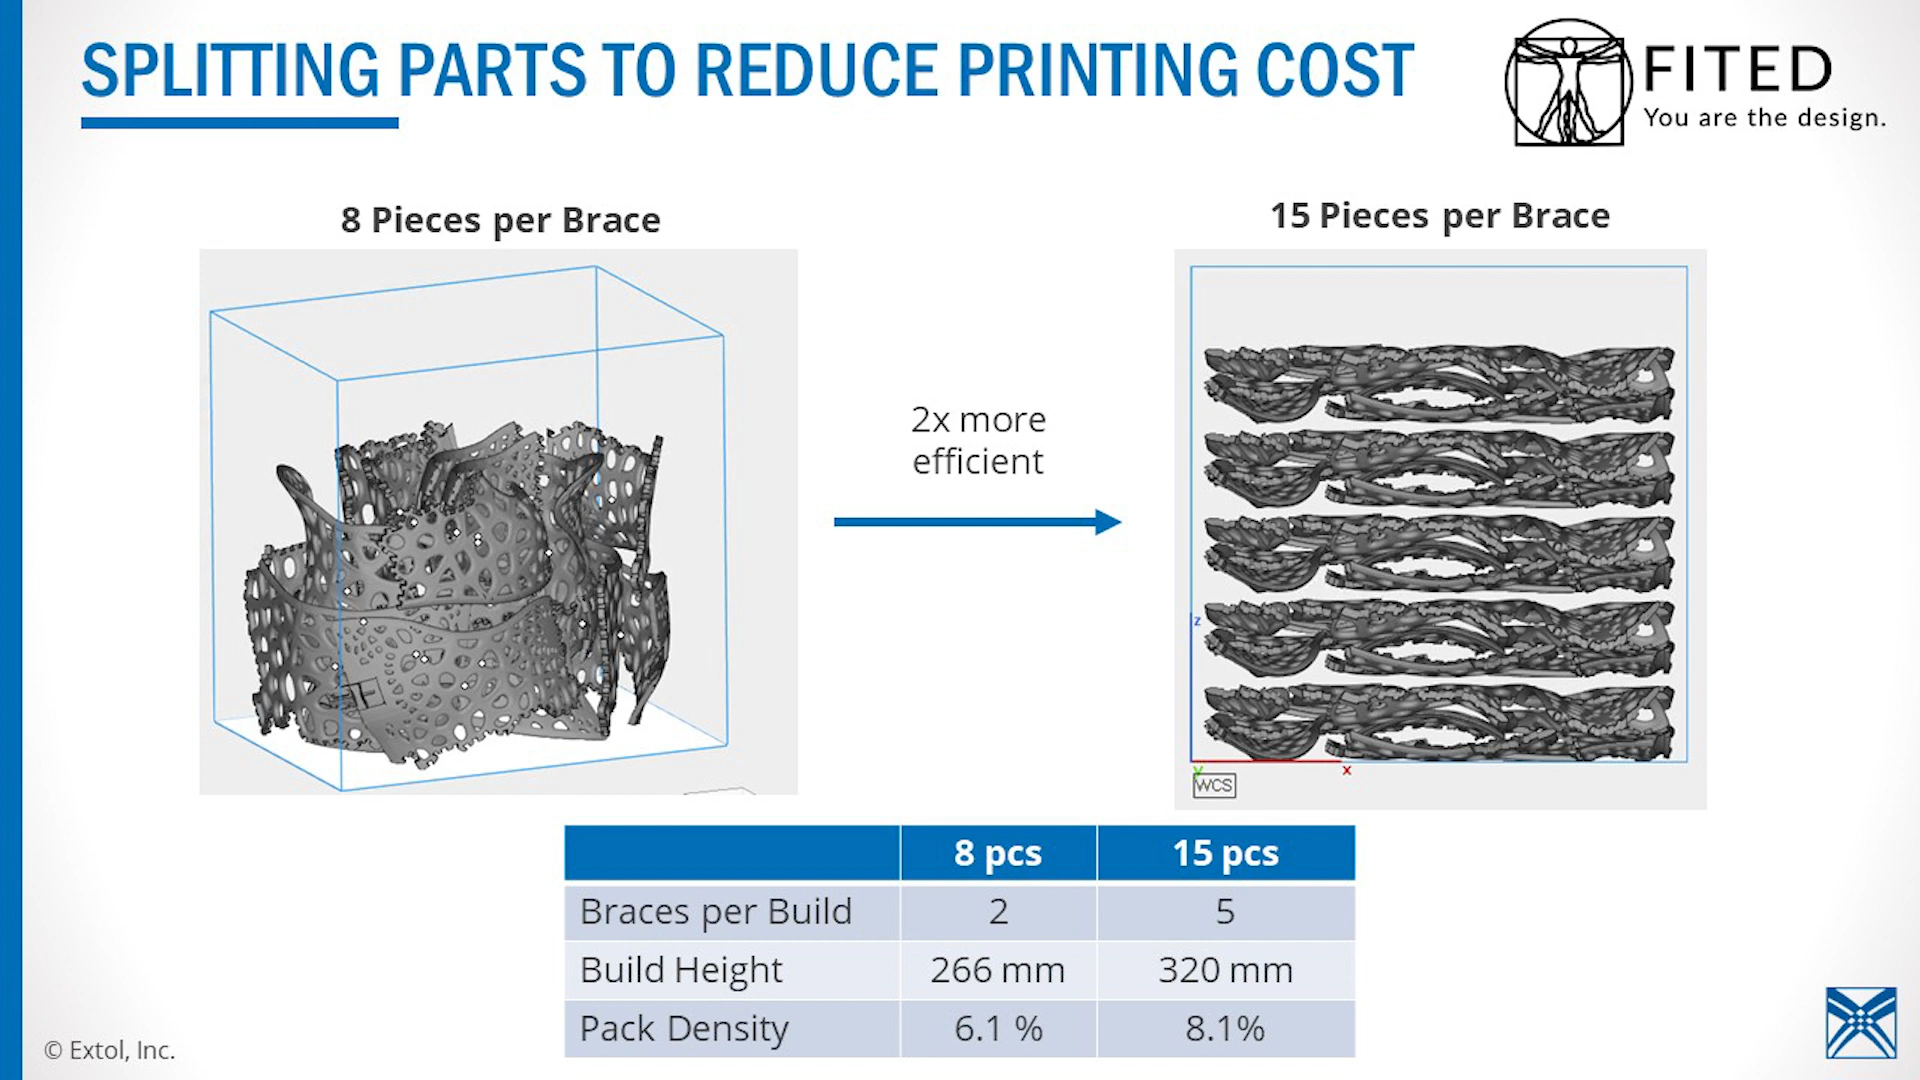 SPLITTING PARTS TO REDUCE PRINTING COST
FITED
You are the design.
8 Pieces per Brace
15 Pieces per Brace
2x more
efficient
z
x
y
WCS
8 pcs 15 pcs
Braces per Build 2 5
Build Height 266 mm 320 mm
Pack Density 6.1 % 8.1%
© Extol, Inc.